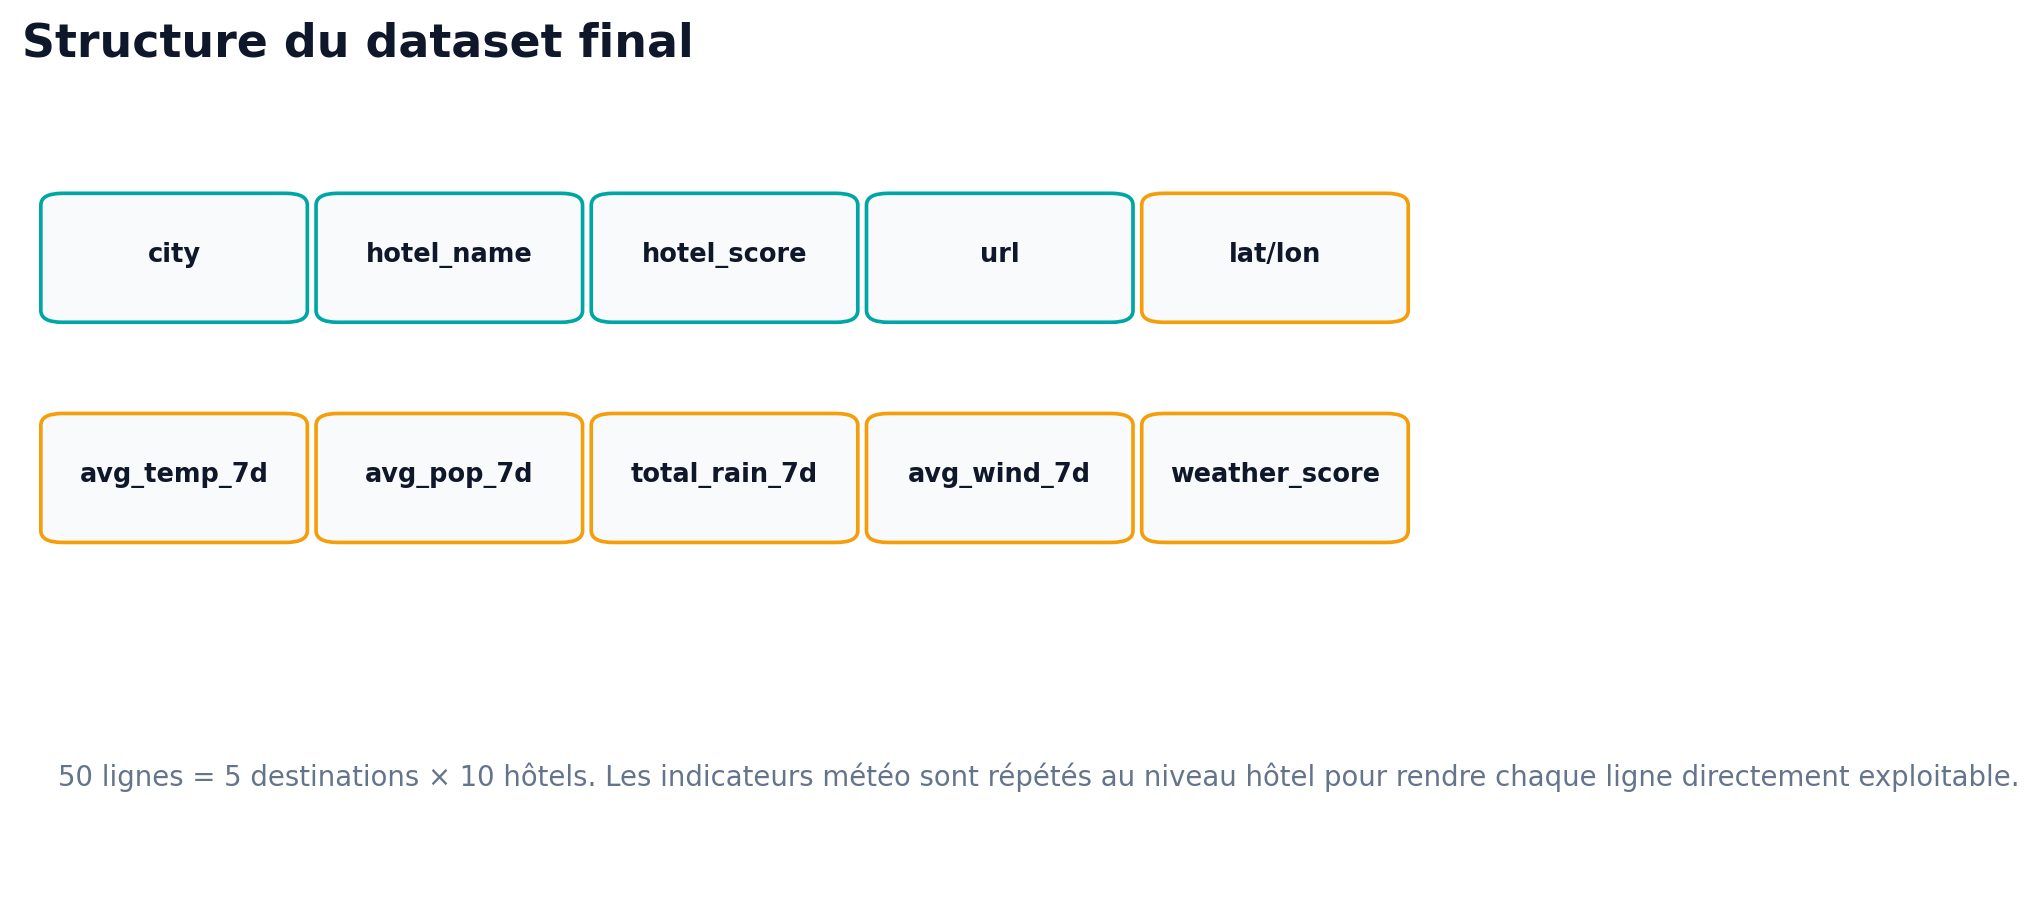 Structure du dataset final
city hotel_name hotel_score url lat/lon
avg_temp_7d avg_pop_7d total_rain_7d avg_wind_7d weather_score
50 lignes = 5 destinations × 10 hôtels. Les indicateurs météo sont répétés au niveau hôtel pour rendre chaque ligne directement exploitable.